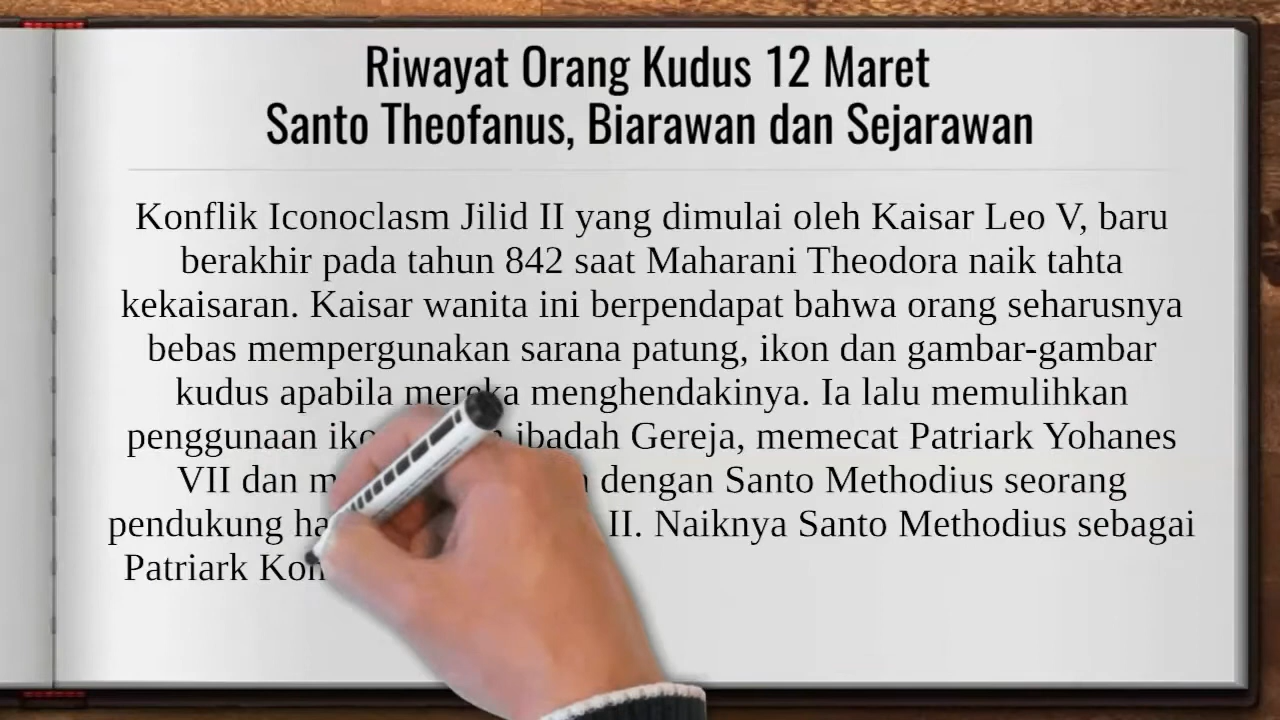 Riwayat Orang Kudus 12 Maret
Santo Theofanus, Biarawan dan Sejarawan
Konflik Iconoclasm Jilid II yang dimulai oleh Kaisar Leo V, baru
berakhir pada tahun 842 saat Maharani Theodora naik tahta
kekaisaran. Kaisar wanita ini berpendapat bahwa orang seharusnya
bebas mempergunakan sarana patung, ikon dan gambar-gambar
kudus apabila mereka menghendakinya. Ia lalu memulihkan
penggunaan ibadah Gereja, memecat Patriark Yohanes
VII dan dengan Santo Methodius seorang
pendukung II. Naiknya Santo Methodius sebagai
Patriark